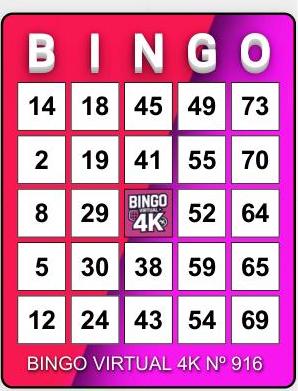 BINGO
14 18 45 49 73
2 19 41 55 70
8 29 BINGO VIRTUAL 4K 52 64
5 30 38 59 65
12 24 43 54 69
BINGO VIRTUAL 4K Nº 916